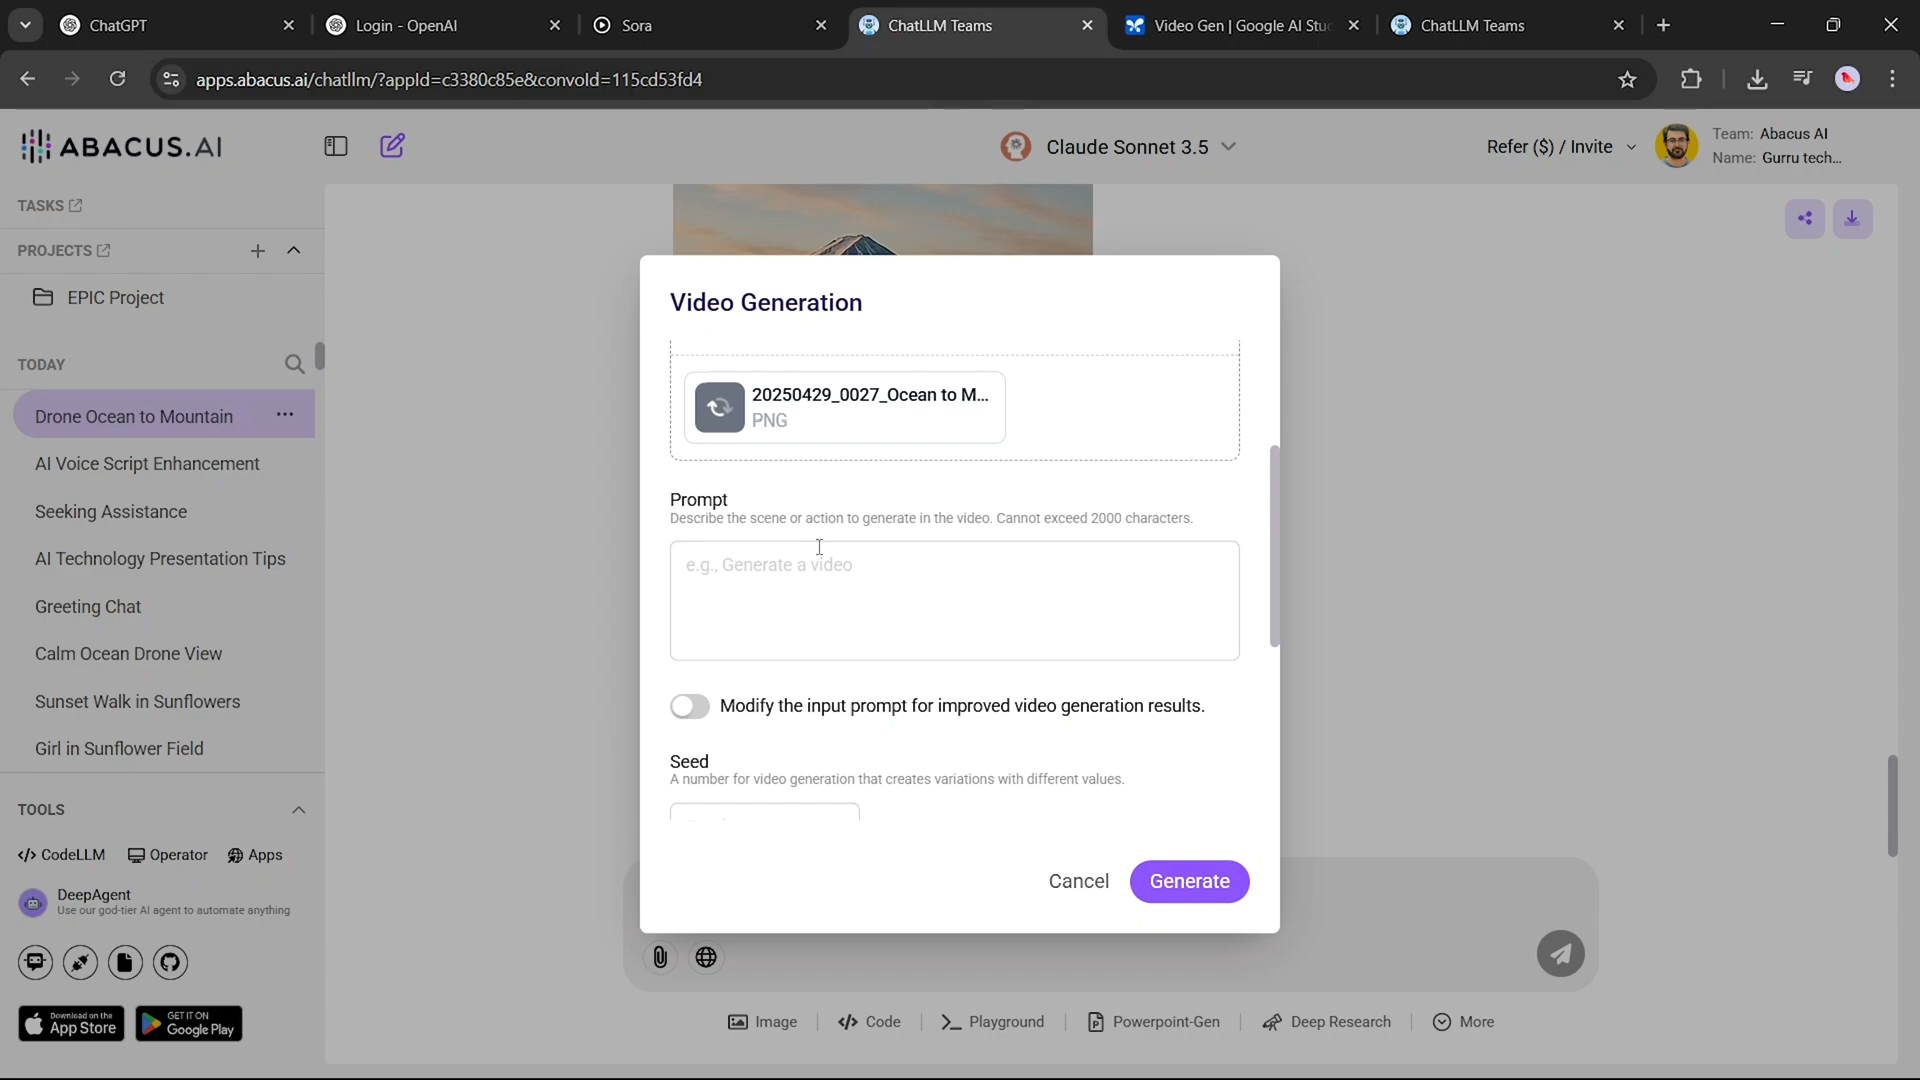 ChatGPT
Login - OpenAI
Sora
ChatLLM Teams
Video Gen | Google AI Stu
ChatLLM Teams
apps.abacus.ai/chatllm/?appId=c3380c85e&convoId=115cd53fd4
ABACUS.AI
Claude Sonnet 3.5
Refer ($) / Invite
Team: Abacus AI
Name: Gurru tech...
TASKS
PROJECTS
EPIC Project
TODAY
Drone Ocean to Mountain
AI Voice Script Enhancement
Seeking Assistance
AI Technology Presentation Tips
Greeting Chat
Calm Ocean Drone View
Sunset Walk in Sunflowers
Girl in Sunflower Field
TOOLS
</> CodeLLM
Operator
Apps
DeepAgent
Use our god-tier AI agent to automate anything
Download on the
App Store
GET IT ON
Google Play
Video Generation
20250429_0027_Ocean to M...
PNG
Prompt
Describe the scene or action to generate in the video. Cannot exceed 2000 characters.
e.g., Generate a video
Modify the input prompt for improved video generation results.
Seed
A number for video generation that creates variations with different values.
Cancel
Generate
Image
</> Code
Playground
Powerpoint-Gen
Deep Research
More